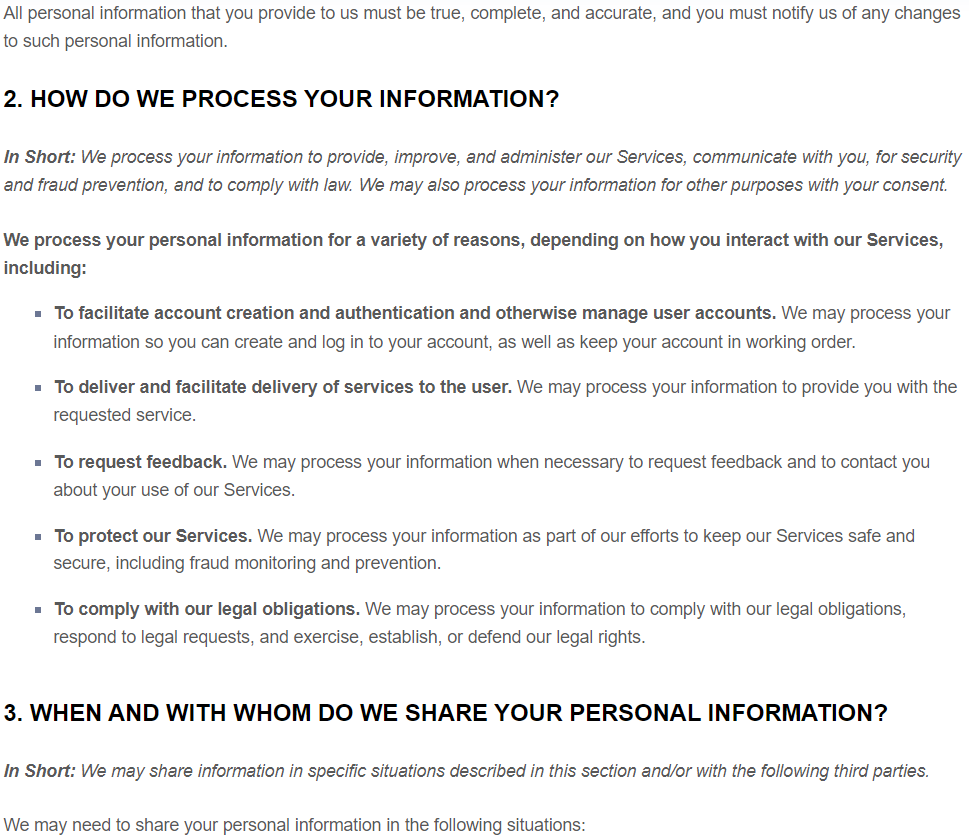 All personal information that you provide to us must be true, complete, and accurate, and you must notify us of any changes
to such personal information.
2. HOW DO WE PROCESS YOUR INFORMATION?
In Short: We process your information to provide, improve, and administer our Services, communicate with you, for security
and fraud prevention, and to comply with law. We may also process your information for other purposes with your consent.
We process your personal information for a variety of reasons, depending on how you interact with our Services,
including:
To facilitate account creation and authentication and otherwise manage user accounts. We may process your
information so you can create and log in to your account, as well as keep your account in working order.
To deliver and facilitate delivery of services to the user. We may process your information to provide you with the
requested service.
To request feedback. We may process your information when necessary to request feedback and to contact you
about your use of our Services.
To protect our Services. We may process your information as part of our efforts to keep our Services safe and
secure, including fraud monitoring and prevention.
To comply with our legal obligations. We may process your information to comply with our legal obligations,
respond to legal requests, and exercise, establish, or defend our legal rights.
3. WHEN AND WITH WHOM DO WE SHARE YOUR PERSONAL INFORMATION?
In Short: We may share information in specific situations described in this section and/or with the following third parties.
We may need to share your personal information in the following situations: